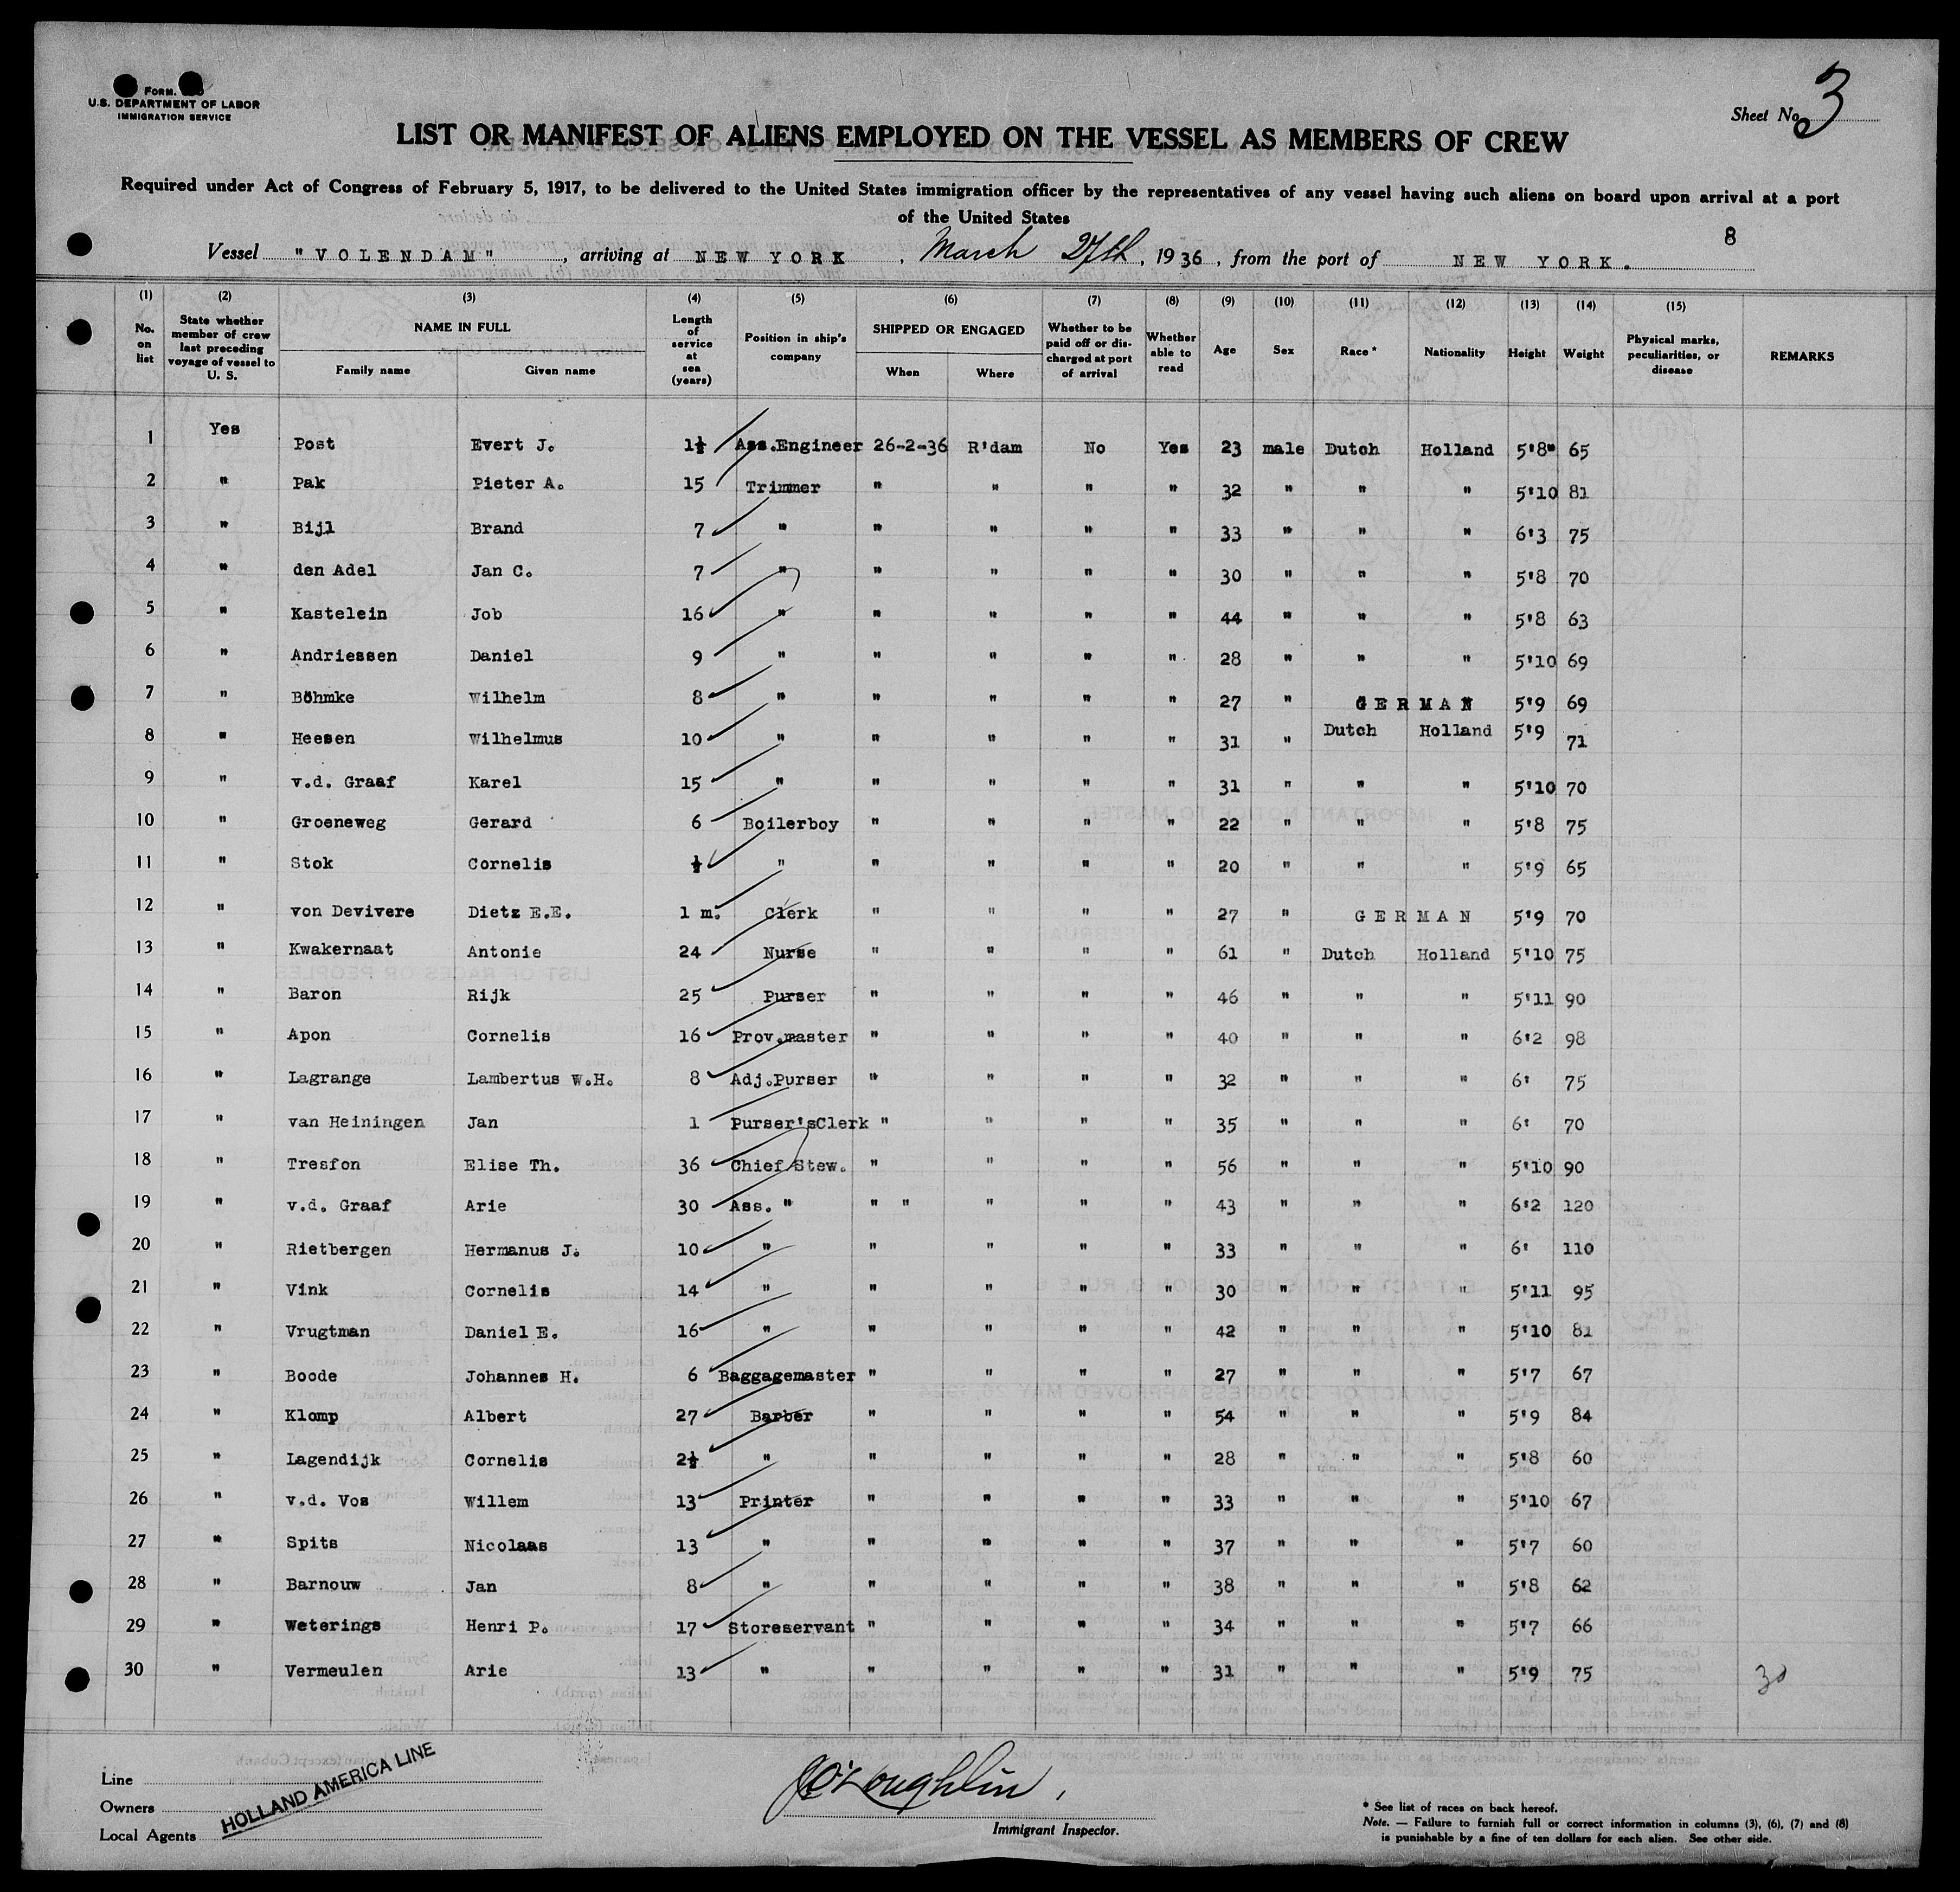 Form.
U.S. DEPARTMENT OF LABOR
IMMIGRATION SERVICE
Sheet No. 3
LIST OR MANIFEST OF ALIENS EMPLOYED ON THE VESSEL AS MEMBERS OF CREW
Required under Act of Congress of February 5, 1917, to be delivered to the United States immigration officer by the representatives of any vessel having such aliens on board upon arrival at a port
of the United States
8
Vessel "VOLENDAM", arriving at NEW YORK, March 27th, 1936, from the port of NEW YORK.
(1) (2) (3) (4) (5) (6) (7) (8) (9) (10) (11) (12) (13) (14) (15)
No. on list | State whether member of crew last preceding voyage of vessel to U. S. | NAME IN FULL Family name Given name | Length of service at sea (years) | Position in ship's company | SHIPPED OR ENGAGED When Where | Whether to be paid off or discharged at port of arrival | Whether able to read | Age | Sex | Race* | Nationality | Height | Weight | Physical marks, peculiarities, or disease | REMARKS
1 Yes Post Evert J. 1½ Ass.Engineer 26-2-36 R'dam No Yes 23 male Dutch Holland 5'8" 65
2 " Pak Pieter A. 15 Trimmer " " " " 32 " " " 5'10 81
3 " Bijl Brand 7 " " " " " 33 " " " 6'3 75
4 " den Adel Jan C. 7 " " " " " 30 " " " 5'8 70
5 " Kastelein Job 16 " " " " " 44 " " " 5'8 63
6 " Andriessen Daniel 9 " " " " " 28 " " " 5'10 69
7 " Böhmke Wilhelm 8 " " " " " 27 " GERMAN 5'9 69
8 " Heesen Wilhelmus 10 " " " " " 31 " Dutch Holland 5'9 71
9 " v.d. Graaf Karel 15 " " " " " 31 " " " 5'10 70
10 " Groeneweg Gerard 6 Boilerboy " " " " 22 " " " 5'8 75
11 " Stok Cornelis ½ " " " " " 20 " " " 5'9 65
12 " von Devivere Dietz E.E. 1 m. Clerk " " " " 27 " GERMAN 5'9 70
13 " Kwakernaat Antonie 24 Nurse " " " " 61 " Dutch Holland 5'10 75
14 " Baron Rijk 25 Purser " " " " 46 " " " 5'11 90
15 " Apon Cornelis 16 Prov.master " " " " 40 " " " 6'2 98
16 " Lagrange Lambertus W.H. 8 Adj.Purser " " " " 32 " " " 6' 75
17 " van Heiningen Jan 1 Purser'sClerk " " " " 35 " " " 6' 70
18 " Tresfon Elise Th. 36 Chief Stew. " " " " 56 " " " 5'10 90
19 " v.d. Graaf Arie 30 Ass. " " " " " " 43 " " " 6'2 120
20 " Rietbergen Hermanus J. 10 " " " " " 33 " " " 6' 110
21 " Vink Cornelis 14 " " " " " 30 " " " 5'11 95
22 " Vrugtman Daniel E. 16 " " " " " 42 " " " 5'10 81
23 " Boode Johannes H. 6 Baggagemaster " " " " 27 " " " 5'7 67
24 " Klomp Albert 27 Barber " " " " 54 " " " 5'9 84
25 " Lagendijk Cornelis 2½ " " " " " 28 " " " 5'8 60
26 " v.d. Vos Willem 13 Printer " " " " 33 " " " 5'10 67
27 " Spits Nicolaas 13 " " " " " 37 " " " 5'7 60
28 " Barnouw Jan 8 " " " " " 38 " " " 5'8 62
29 " Weterings Henri P. 17 Storeservant " " " " 34 " " " 5'7 66
30 " Vermeulen Arie 13 " " " " " 31 " " " 5'9 75 30
Line
Owners
Local Agents
HOLLAND AMERICA LINE
J O'Loughlin
Immigrant Inspector.
* See list of races on back hereof.
Note. — Failure to furnish full or correct information in columns (3), (6), (7) and (8)
is punishable by a fine of ten dollars for each alien. See other side.